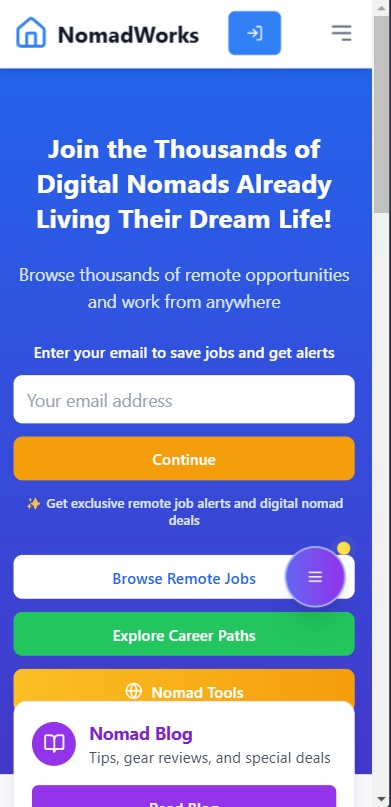 NomadWorks
Join the Thousands of
Digital Nomads Already
Living Their Dream Life!
Browse thousands of remote opportunities
and work from anywhere
Enter your email to save jobs and get alerts
Your email address
Continue
✨ Get exclusive remote job alerts and digital nomad
deals
Browse Remote Jobs
Explore Career Paths
Nomad Tools
Nomad Blog
Tips, gear reviews, and special deals
Read Blog